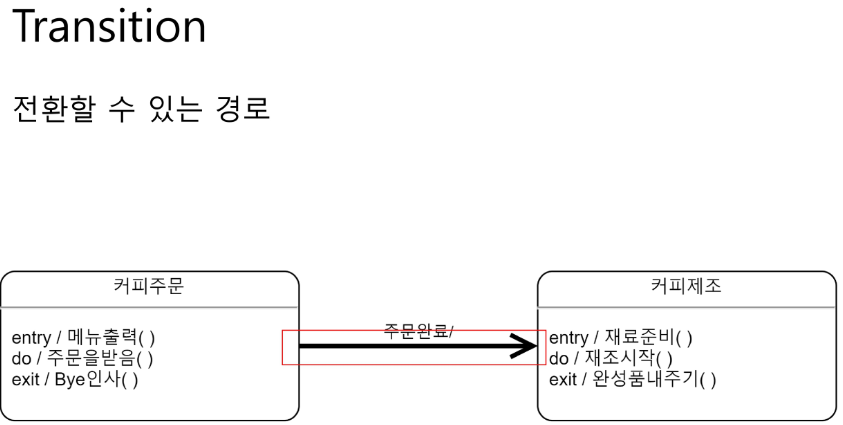 Transition
전환할 수 있는 경로
커피주문
entry / 메뉴출력( )
do / 주문을받음( )
exit / Bye인사( )
주문완료/
커피제조
entry / 재료준비( )
do / 재조시작( )
exit / 완성품내주기( )